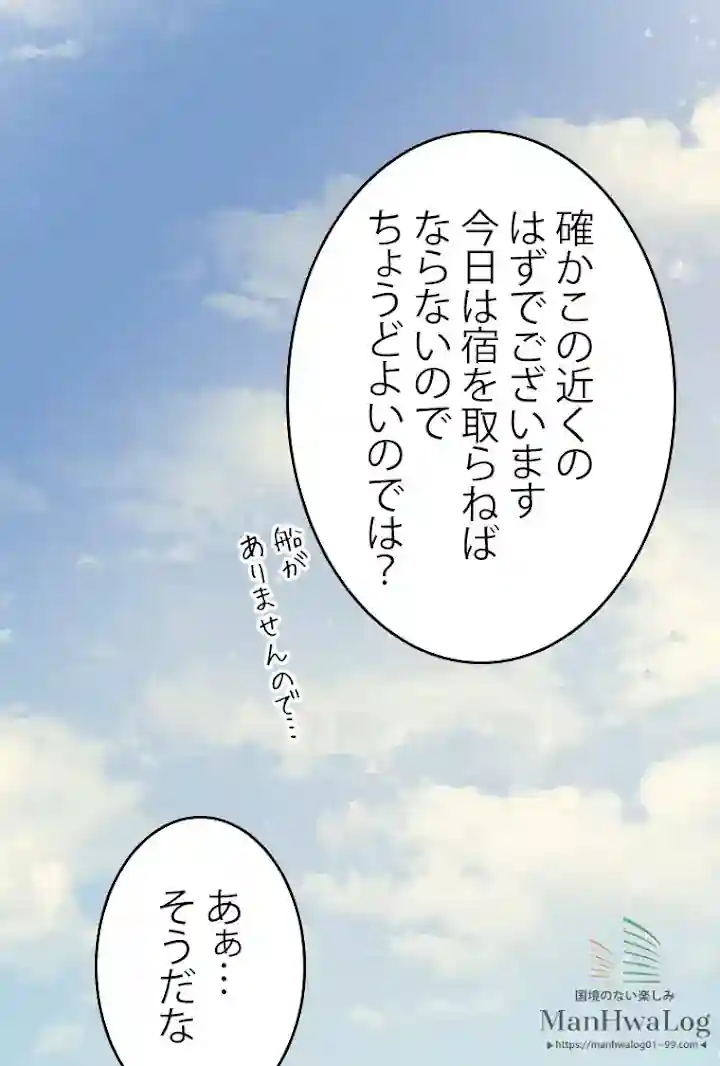 確かこの近くの
はずでございます
今日は宿を取らねば
ならないので
ちょうどよいのでは?
船が
ありませんので…
あぁ…
そうだな
国境のない楽しみ
ManHwaLog
▶https://manhwalog01-99.com◀